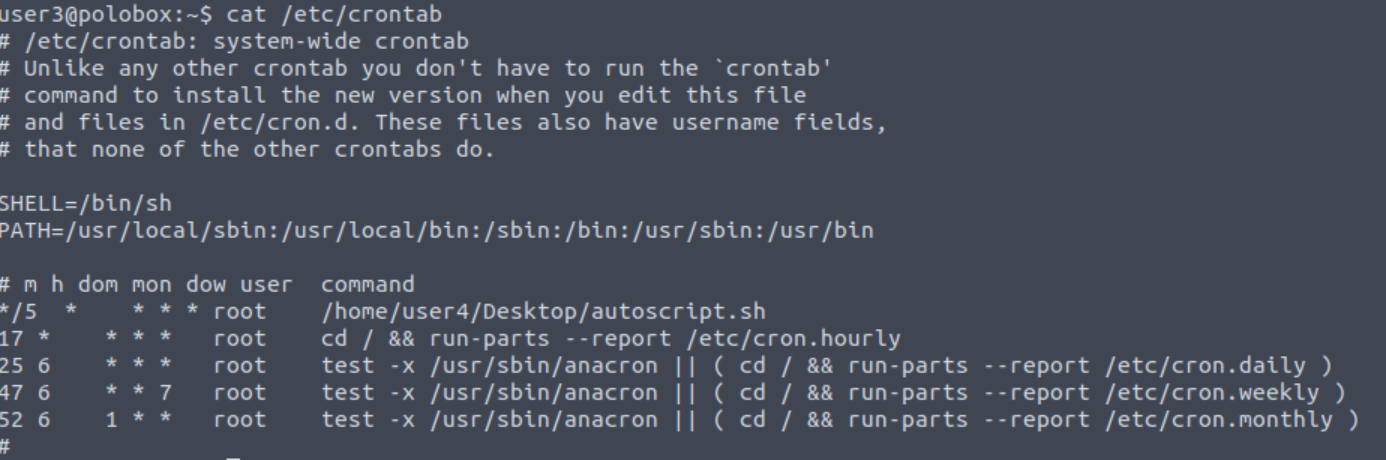 user3@polobox:~$ cat /etc/crontab
# /etc/crontab: system-wide crontab
# Unlike any other crontab you don't have to run the `crontab'
# command to install the new version when you edit this file
# and files in /etc/cron.d. These files also have username fields,
# that none of the other crontabs do.

SHELL=/bin/sh
PATH=/usr/local/sbin:/usr/local/bin:/sbin:/bin:/usr/sbin:/usr/bin

# m h dom mon dow user  command
*/5  *    * * * root    /home/user4/Desktop/autoscript.sh
17 *    * * *   root    cd / && run-parts --report /etc/cron.hourly
25 6    * * *   root    test -x /usr/sbin/anacron || ( cd / && run-parts --report /etc/cron.daily )
47 6    * * 7   root    test -x /usr/sbin/anacron || ( cd / && run-parts --report /etc/cron.weekly )
52 6    1 * *   root    test -x /usr/sbin/anacron || ( cd / && run-parts --report /etc/cron.monthly )
#